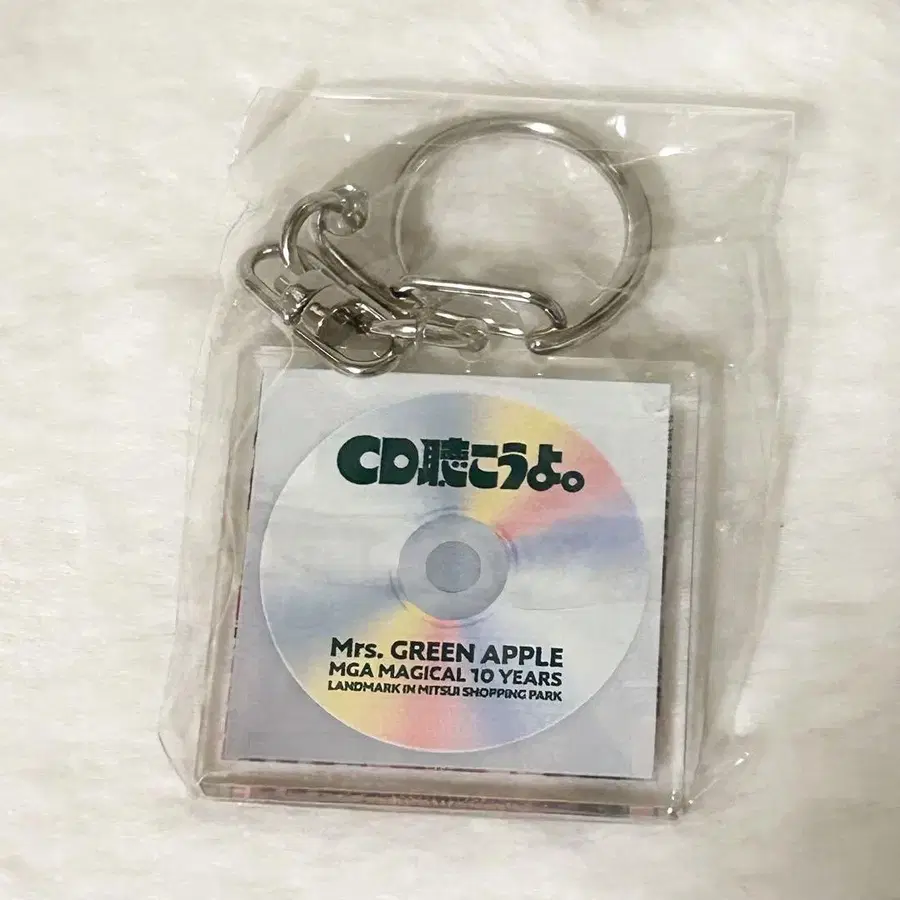 CD聴こうよ。
Mrs. GREEN APPLE
MGA MAGICAL 10 YEARS
LANDMARK IN MITSUI SHOPPING PARK